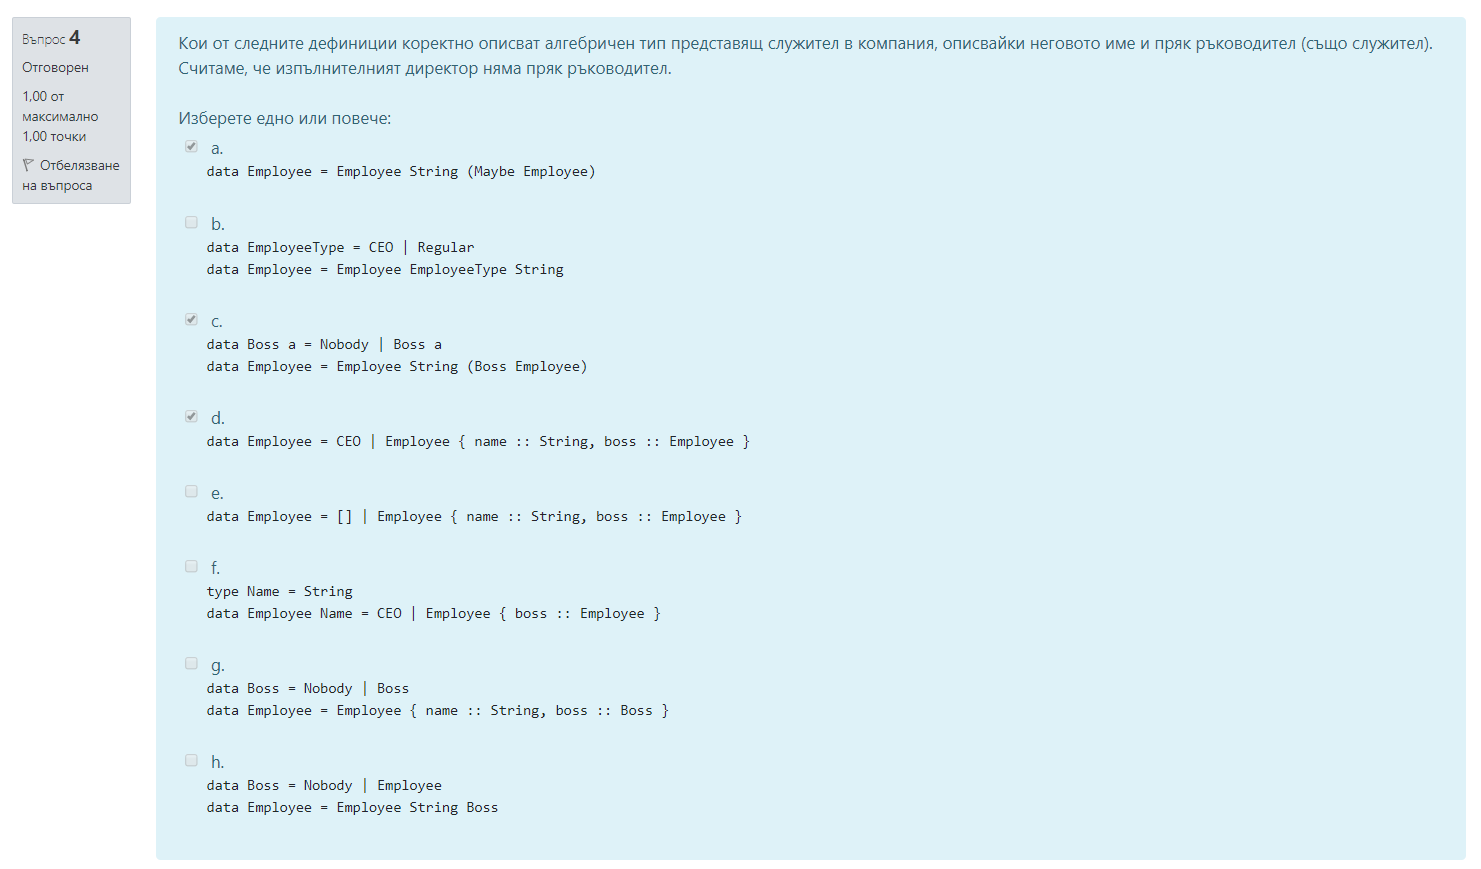 Въпрос 4
Отговорен
1,00 от
максимално
1,00 точки
Отбелязване
на въпроса
Кои от следните дефиниции коректно описват алгебричен тип представящ служител в компания, описвайки неговото име и пряк ръководител (също служител).
Считаме, че изпълнителният директор няма пряк ръководител.
Изберете едно или повече:
a.
data Employee = Employee String (Maybe Employee)
b.
data EmployeeType = CEO | Regular
data Employee = Employee EmployeeType String
c.
data Boss a = Nobody | Boss a
data Employee = Employee String (Boss Employee)
d.
data Employee = CEO | Employee { name :: String, boss :: Employee }
e.
data Employee = [] | Employee { name :: String, boss :: Employee }
f.
type Name = String
data Employee Name = CEO | Employee { boss :: Employee }
g.
data Boss = Nobody | Boss
data Employee = Employee { name :: String, boss :: Boss }
h.
data Boss = Nobody | Employee
data Employee = Employee String Boss